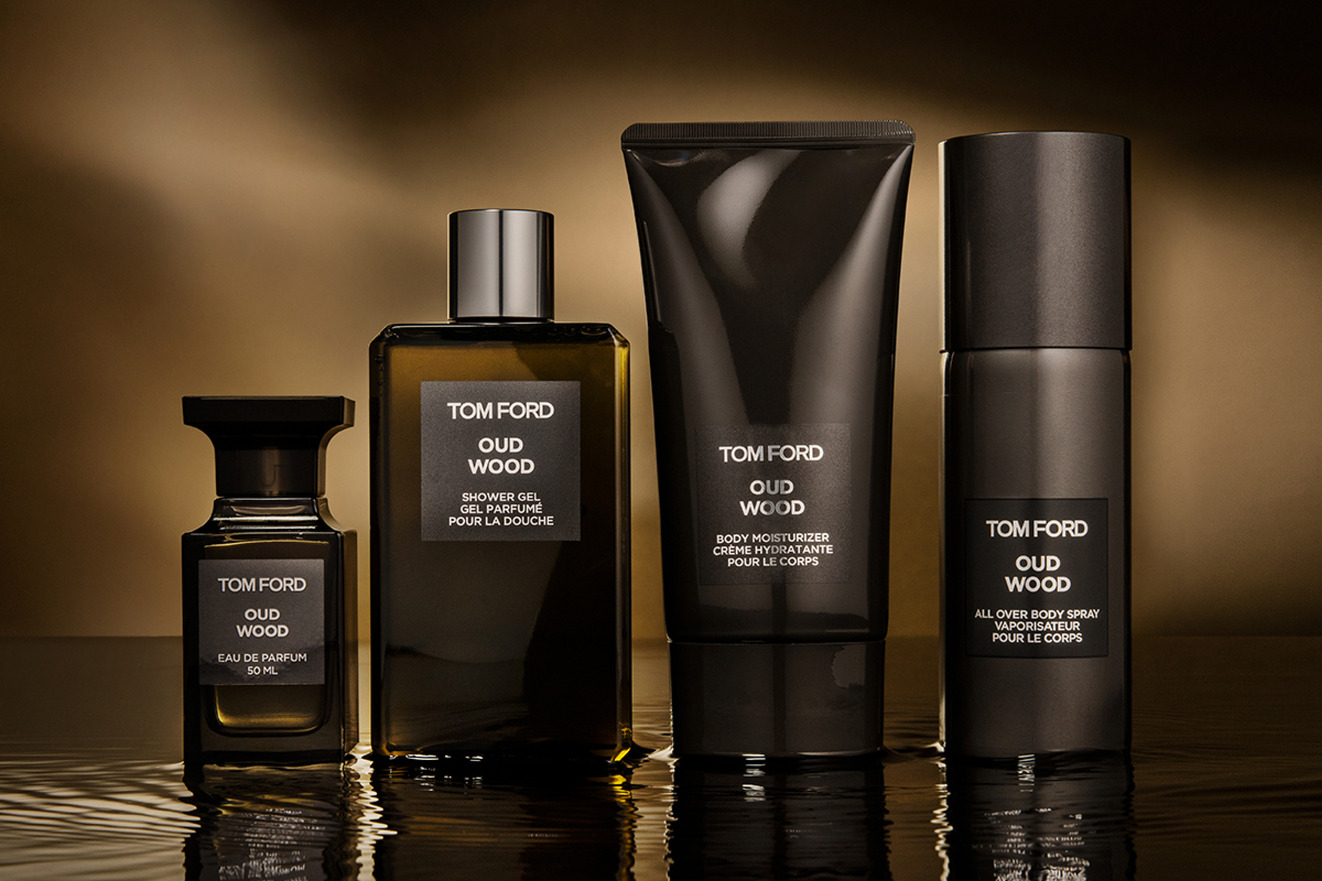 TOM FORD
OUD
WOOD
EAU DE PARFUM
50 ML
TOM FORD
OUD
WOOD
SHOWER GEL
GEL PARFUMÉ
POUR LA DOUCHE
TOM FORD
OUD
WOOD
BODY MOISTURIZER
CRÈME HYDRATANTE
POUR LE CORPS
TOM FORD
OUD
WOOD
ALL OVER BODY SPRAY
VAPORISATEUR
POUR LE CORPS